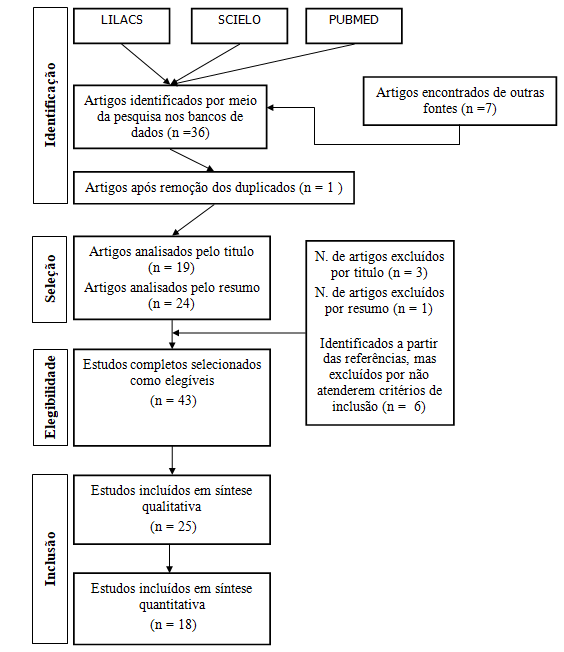 LILACS
SCIELO
PUBMED
Identificação
Artigos identificados por meio
da pesquisa nos bancos de
dados (n =36)
Artigos encontrados de outras
fontes (n =7)
Artigos após remoção dos duplicados (n = 1 )
Seleção
Artigos analisados pelo titulo
(n = 19)
Artigos analisados pelo resumo
(n = 24)
N. de artigos excluídos
por titulo (n = 3)
N. de artigos excluídos
por resumo (n = 1)
Identificados a partir
das referências, mas
excluídos por não
atenderem critérios de
inclusão (n =  6)
Elegibilidade
Estudos completos selecionados
como elegíveis
(n = 43)
Inclusão
Estudos incluídos em síntese
qualitativa
(n = 25)
Estudos incluídos em síntese
quantitativa
(n = 18)